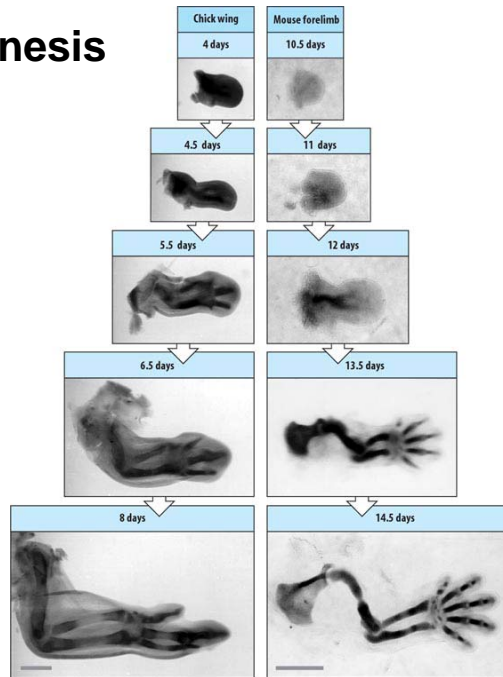 nesis
Chick wing
4 days
Mouse forelimb
10.5 days
4.5 days
11 days
5.5 days
12 days
6.5 days
13.5 days
8 days
14.5 days